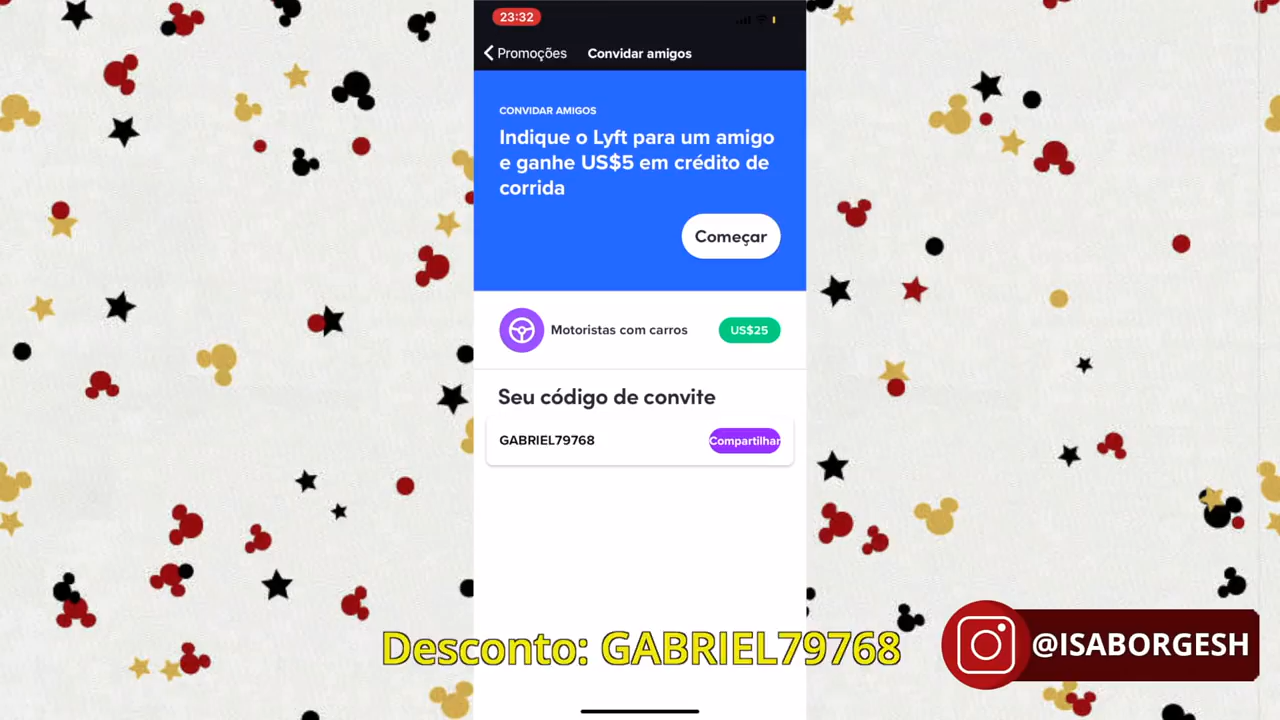 23:32
Promoções
Convidar amigos
CONVIDAR AMIGOS
Indique o Lyft para um amigo
e ganhe US$5 em crédito de
corrida
Começar
Motoristas com carros
US$25
Seu código de convite
GABRIEL79768
Compartilhar
Desconto: GABRIEL79768
@ISABORGESH